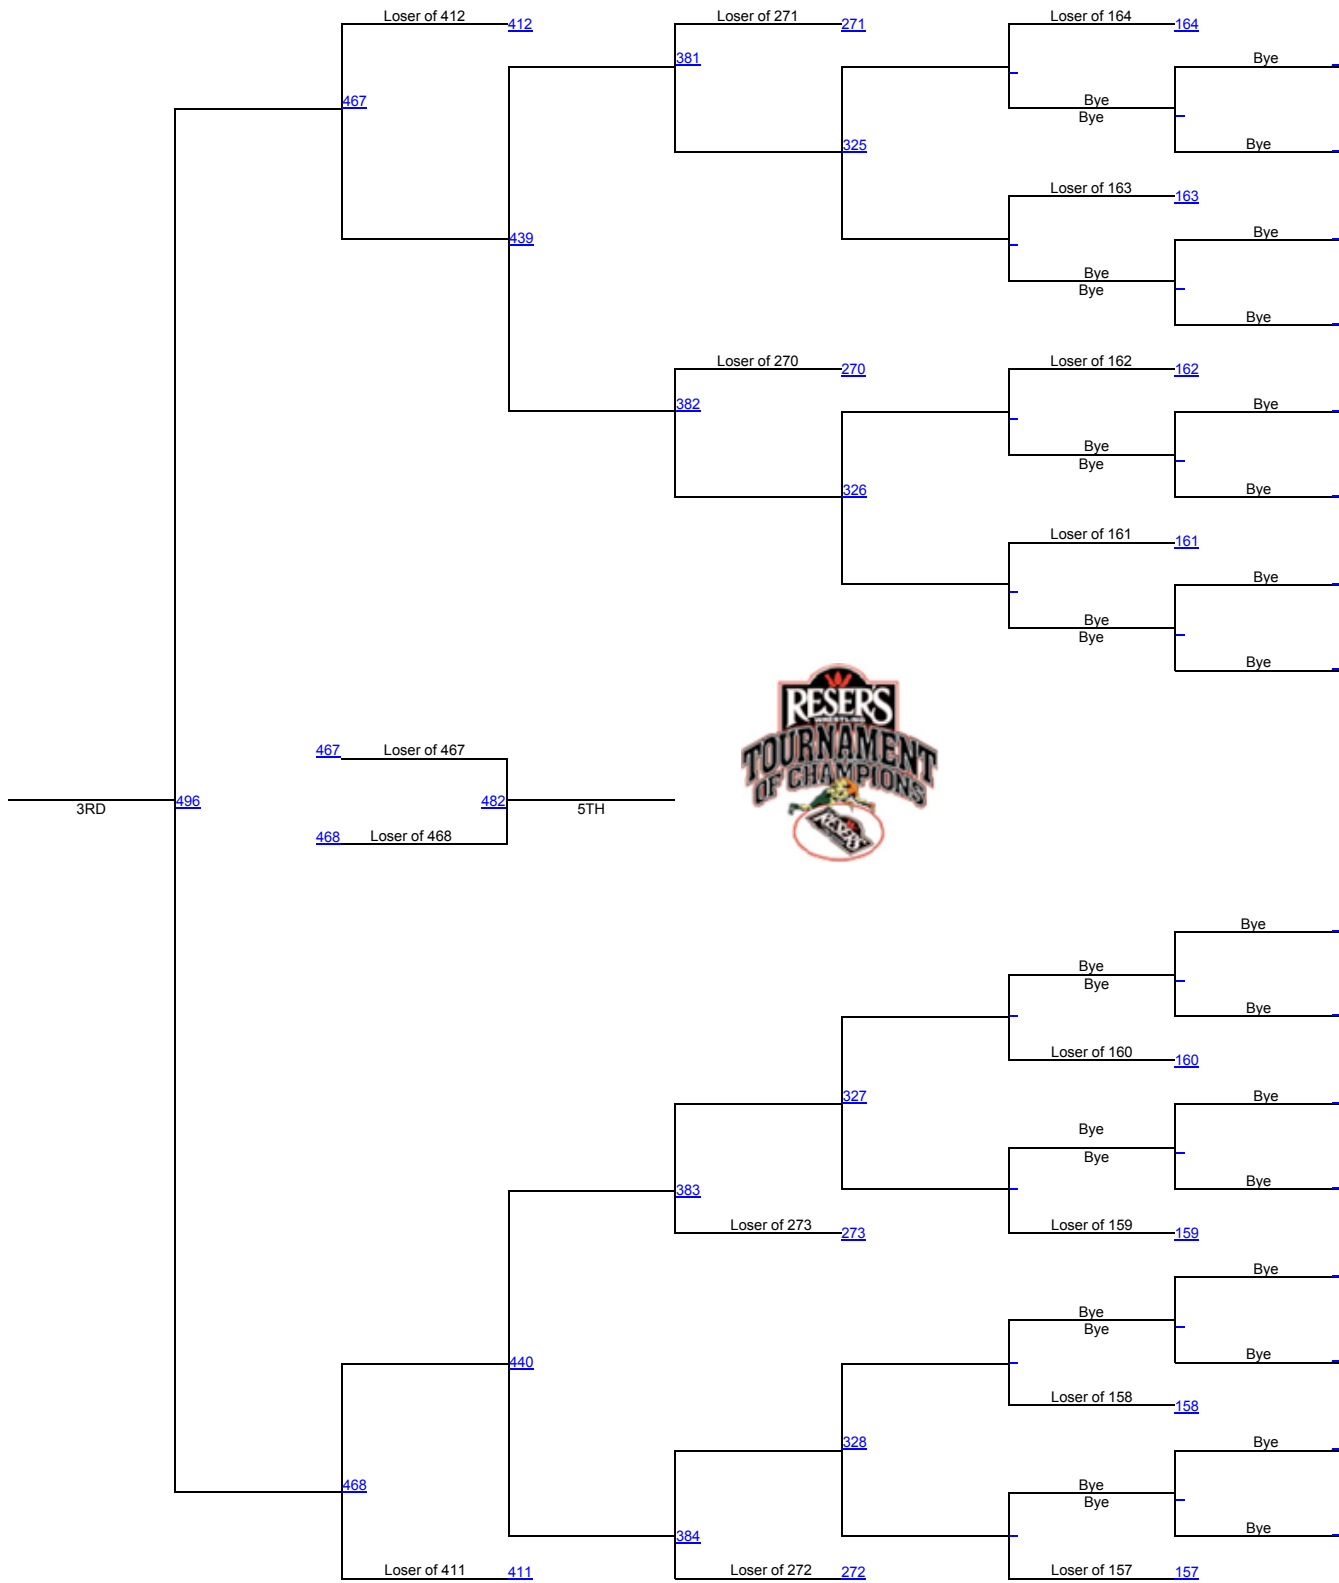 Loser of 412 412 Loser of 271 271 Loser of 164 164
381 Bye
467 Bye
Bye
325 Bye
Loser of 163 163
439 Bye
Bye
Bye
Bye
Loser of 270 270 Loser of 162 162
382 Bye
Bye
Bye
326 Bye
Loser of 161 161
Bye
Bye
Bye
Bye
RESER'S
WRESTLING
TOURNAMENT
OF CHAMPIONS
RESER'S
467 Loser of 467
3RD 496 482 5TH
468 Loser of 468
Bye
Bye
Bye
Bye
Loser of 160 160
327 Bye
Bye
Bye
383 Bye
Loser of 273 273 Loser of 159 159
Bye
Bye
Bye
440 Bye
Loser of 158 158
328 Bye
468 Bye
Bye
384 Bye
Loser of 411 411 Loser of 272 272 Loser of 157 157